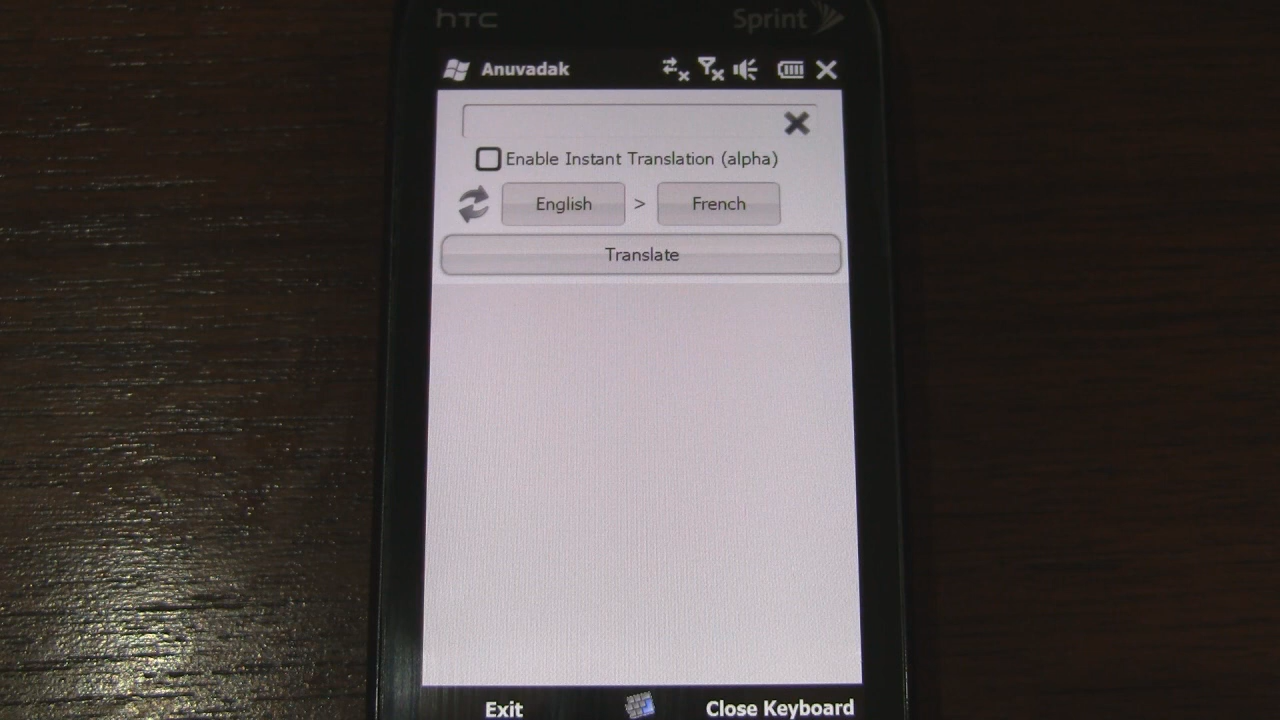 hTC Sprint
Anuvadak
Enable Instant Translation (alpha)
English > French
Translate
Exit Close Keyboard